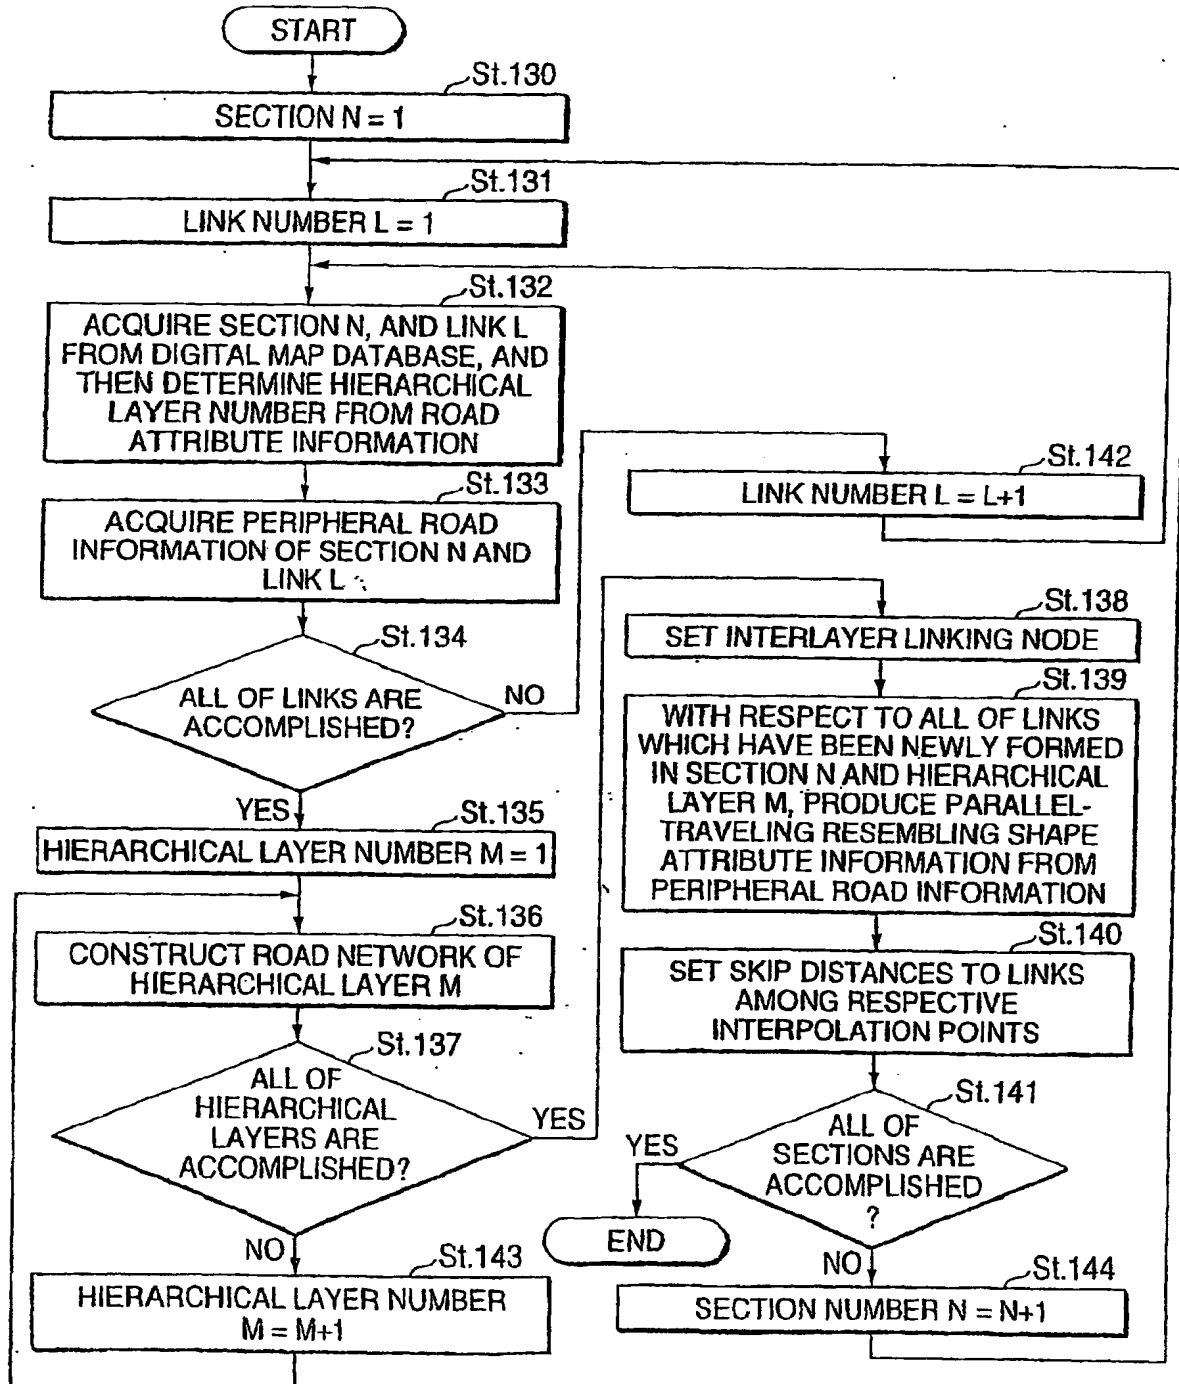 START
St.130
SECTION N = 1
St.131
LINK NUMBER L = 1
St.132
ACQUIRE SECTION N, AND LINK L
FROM DIGITAL MAP DATABASE, AND
THEN DETERMINE HIERARCHICAL
LAYER NUMBER FROM ROAD
ATTRIBUTE INFORMATION
St.133
ACQUIRE PERIPHERAL ROAD
INFORMATION OF SECTION N AND
LINK L
St.134
ALL OF LINKS ARE
ACCOMPLISHED?
NO
YES
St.135
HIERARCHICAL LAYER NUMBER M = 1
St.136
CONSTRUCT ROAD NETWORK OF
HIERARCHICAL LAYER M
St.137
ALL OF
HIERARCHICAL
LAYERS ARE
ACCOMPLISHED?
YES
NO
St.143
HIERARCHICAL LAYER NUMBER
M = M+1
St.142
LINK NUMBER L = L+1
St.138
SET INTERLAYER LINKING NODE
St.139
WITH RESPECT TO ALL OF LINKS
WHICH HAVE BEEN NEWLY FORMED
IN SECTION N AND HIERARCHICAL
LAYER M, PRODUCE PARALLEL-
TRAVELING RESEMBLING SHAPE
ATTRIBUTE INFORMATION FROM
PERIPHERAL ROAD INFORMATION
St.140
SET SKIP DISTANCES TO LINKS
AMONG RESPECTIVE
INTERPOLATION POINTS
St.141
ALL OF
SECTIONS ARE
ACCOMPLISHED
?
YES
END
NO
St.144
SECTION NUMBER N = N+1